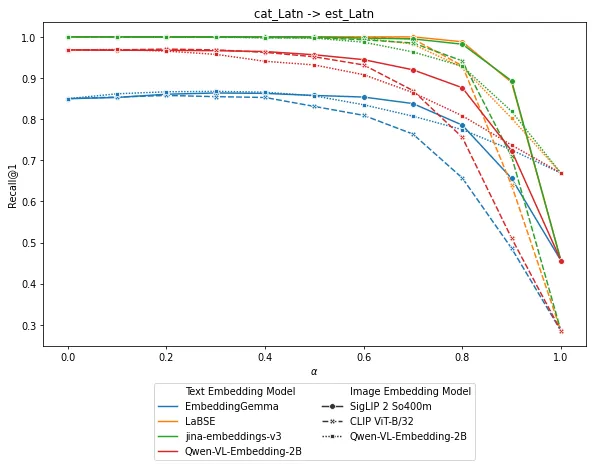 cat_Latn -> est_Latn
1.0
0.9
0.8
0.7
0.6
0.5
0.4
0.3
Recall@1
0.0 0.2 0.4 0.6 0.8 1.0
α
Text Embedding Model Image Embedding Model
EmbeddingGemma SigLIP 2 So400m
LaBSE CLIP ViT-B/32
jina-embeddings-v3 Qwen-VL-Embedding-2B
Qwen-VL-Embedding-2B